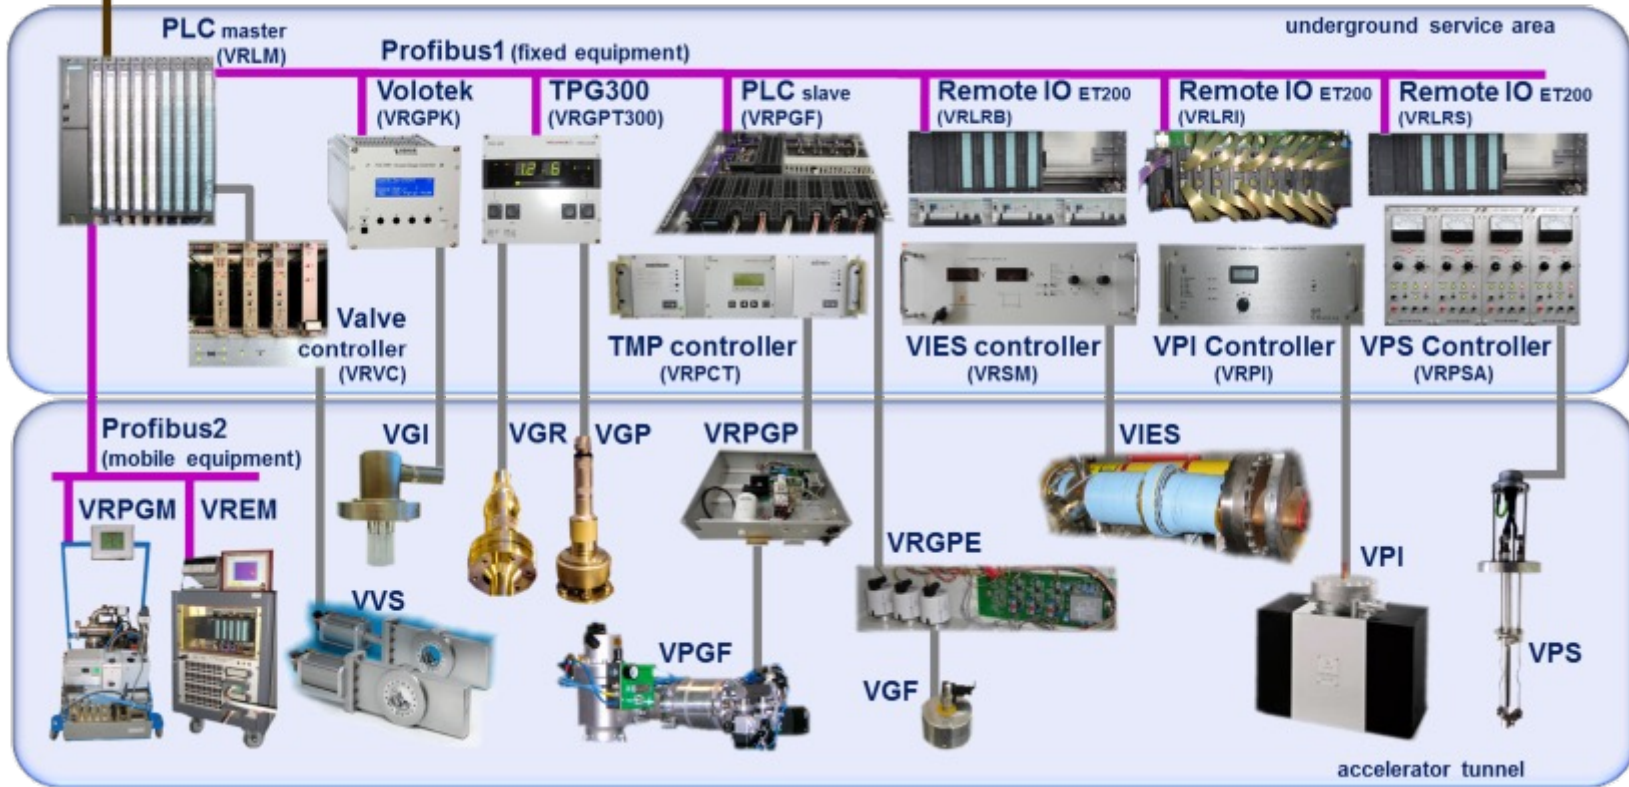 underground service area
PLC master
(VRLM)
Profibus1 (fixed equipment)
Volotek
(VRGPK)
TPG300
(VRGPT300)
PLC slave
(VRPGF)
Remote IO ET200
(VRLRB)
Remote IO ET200
(VRLRI)
Remote IO ET200
(VRLRS)
Valve
controller
(VRVC)
TMP controller
(VRPCT)
VIES controller
(VRSM)
VPI Controller
(VRPI)
VPS Controller
(VRPSA)
Profibus2
(mobile equipment)
VRPGM
VREM
VGI
VGR
VGP
VRPGP
VIES
VRGPE
VPI
VVS
VPGF
VGF
VPS
accelerator tunnel